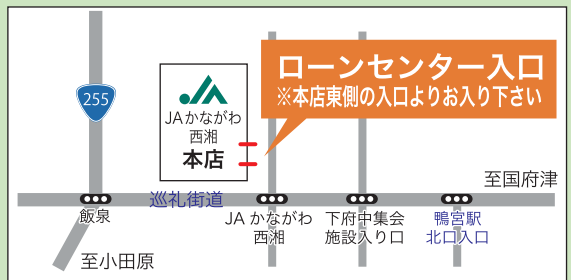 ローンセンター入口
※本店東側の入口よりお入り下さい
255
JA
JAかながわ
西湘
本店
至国府津
巡礼街道
飯泉
JA かながわ
西湘
下府中集会
施設入り口
鴨宮駅
北口入口
至小田原